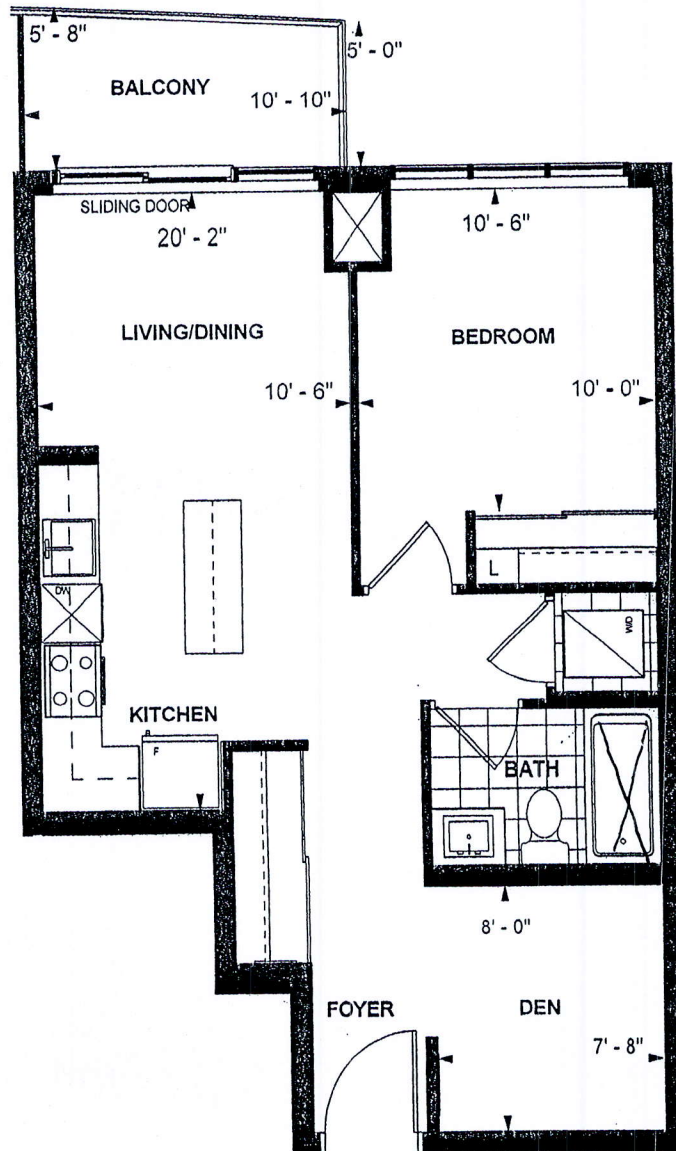 5' - 8"
5' - 0"
BALCONY
10' - 10"
SLIDING DOOR
20' - 2"
10' - 6"
LIVING/DINING
BEDROOM
10' - 6"
10' - 0"
L
DW
W/D
KITCHEN
F
BATH
8' - 0"
FOYER
DEN
7' - 8"